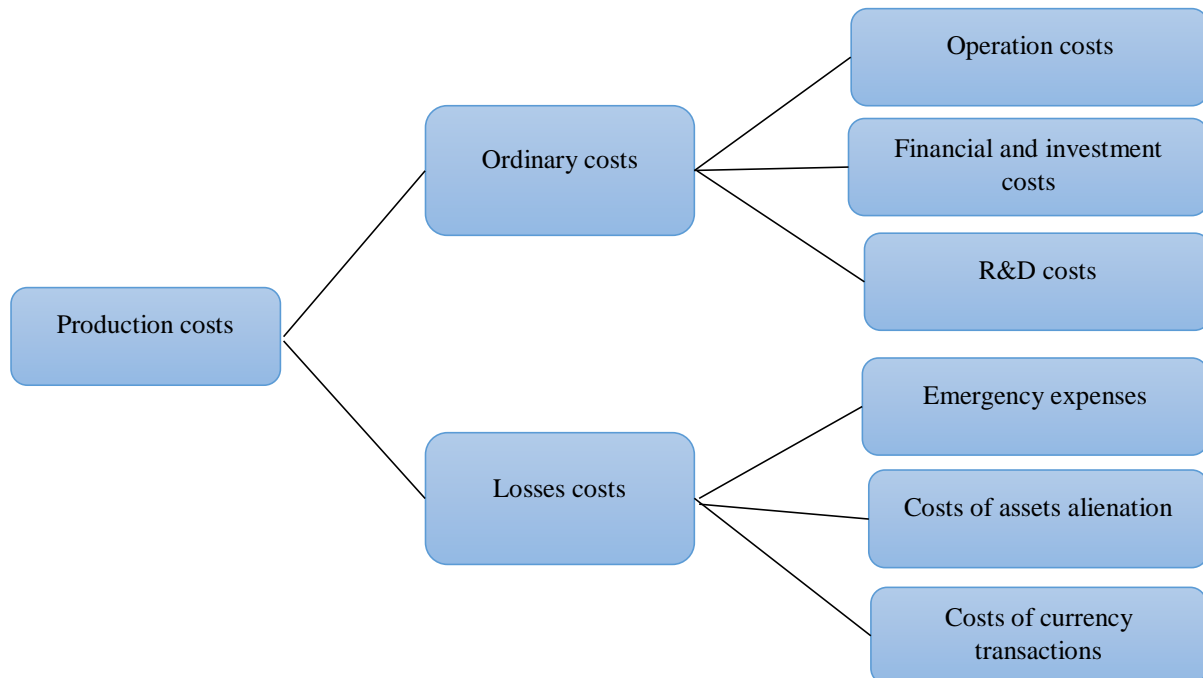 Production costs
Ordinary costs
Operation costs
Financial and investment
costs
R&D costs
Losses costs
Emergency expenses
Costs of assets alienation
Costs of currency
transactions